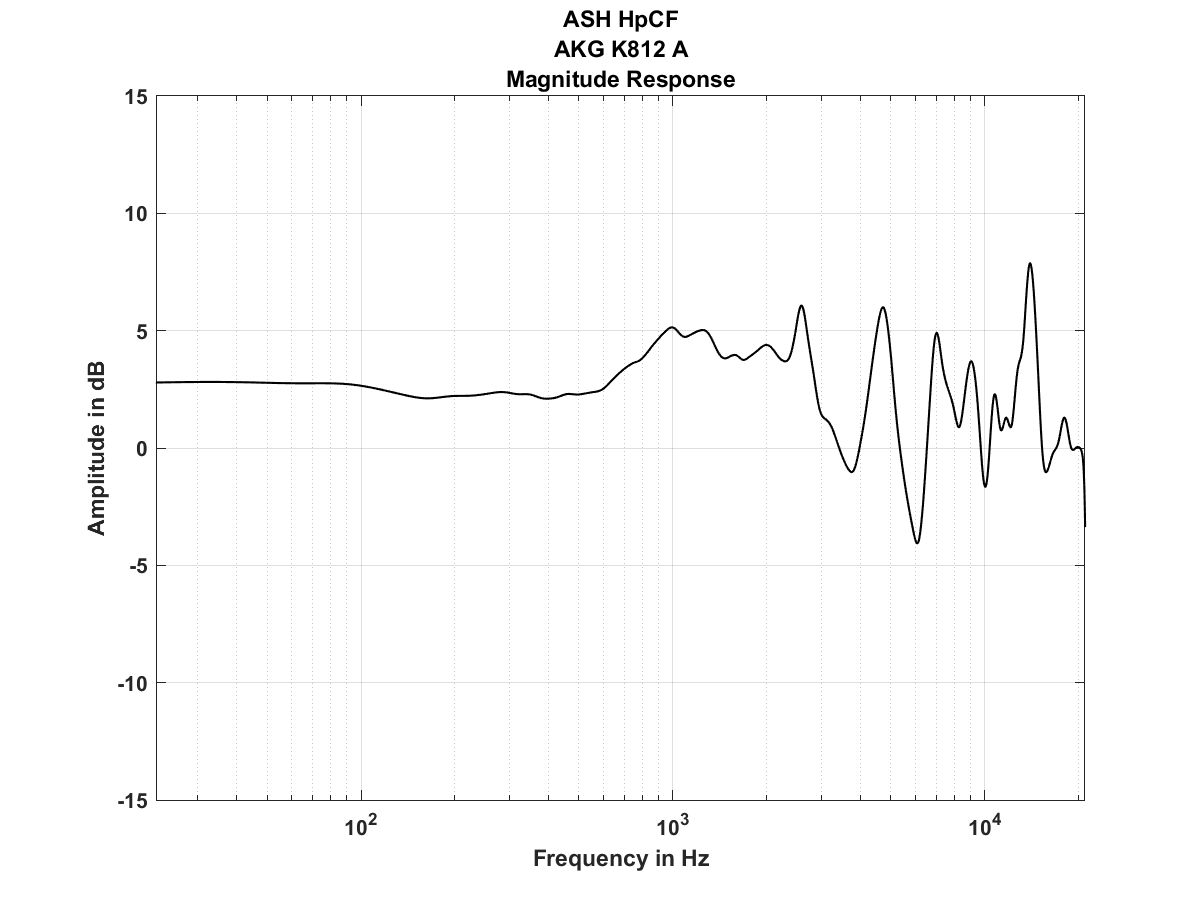 ASH HpCF
AKG K812 A
Magnitude Response
15
10
5
0
-5
-10
-15
Amplitude in dB
10^2
10^3
10^4
Frequency in Hz